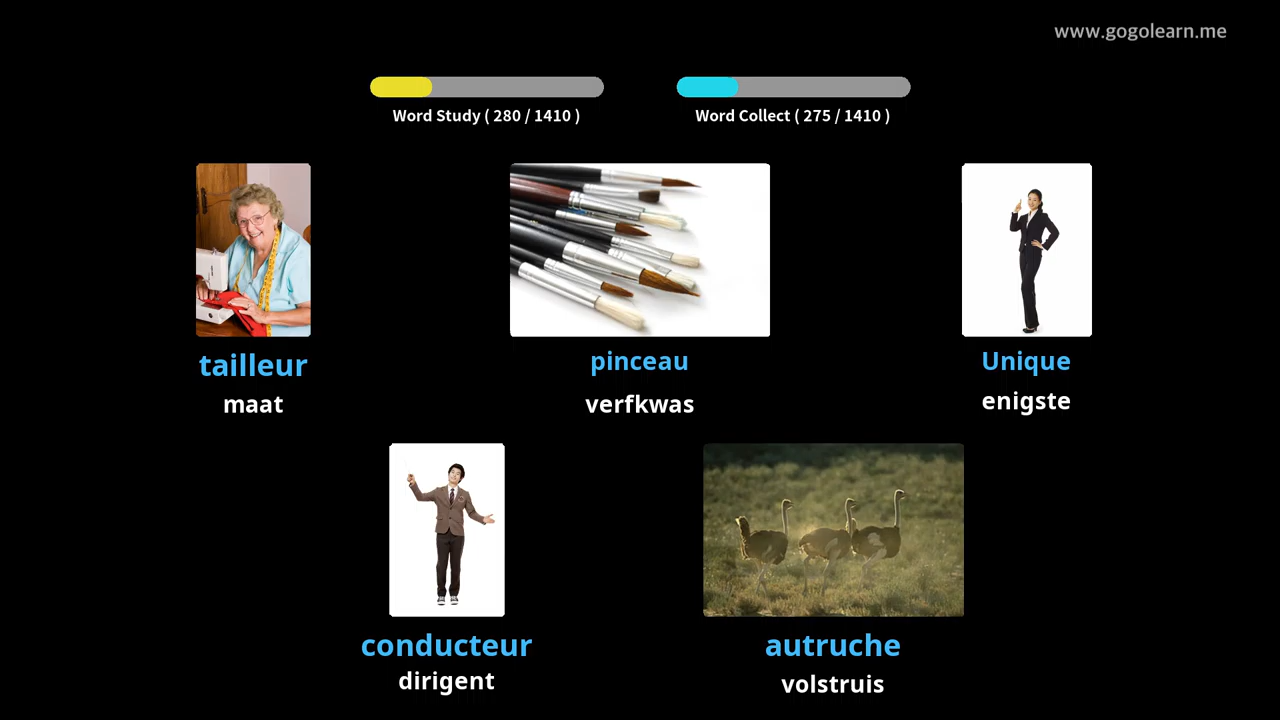 www.gogolearn.me
Word Study ( 280 / 1410 )
Word Collect ( 275 / 1410 )
tailleur
maat
pinceau
verfkwas
Unique
enigste
conducteur
dirigent
autruche
volstruis